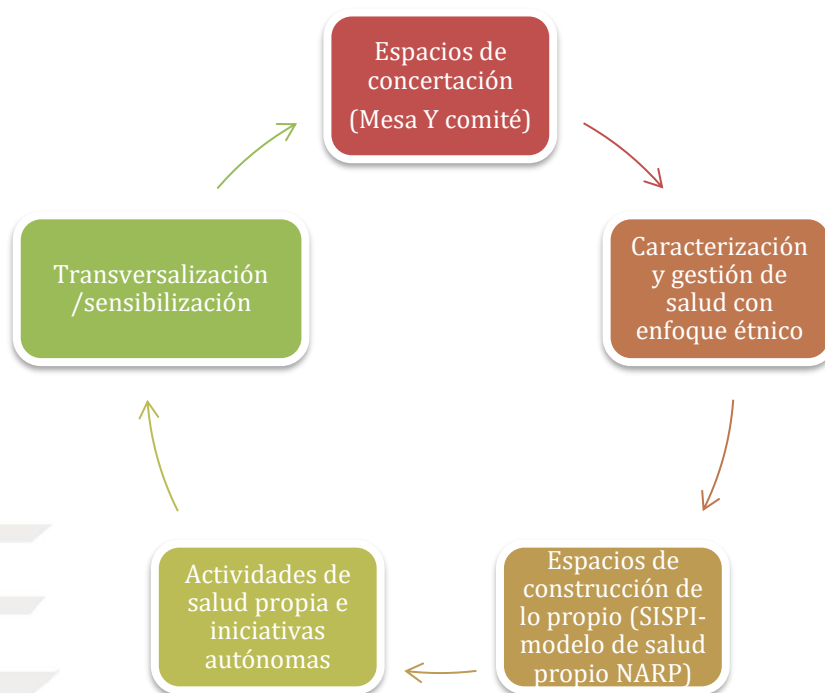 Espacios de
concertación
(Mesa Y comité)
Caracterización
y gestión de
salud con
enfoque étnico
Espacios de
construcción de
lo propio (SISPI-
modelo de salud
propio NARP)
Actividades de
salud propia e
iniciativas
autónomas
Transversalización
/sensibilización